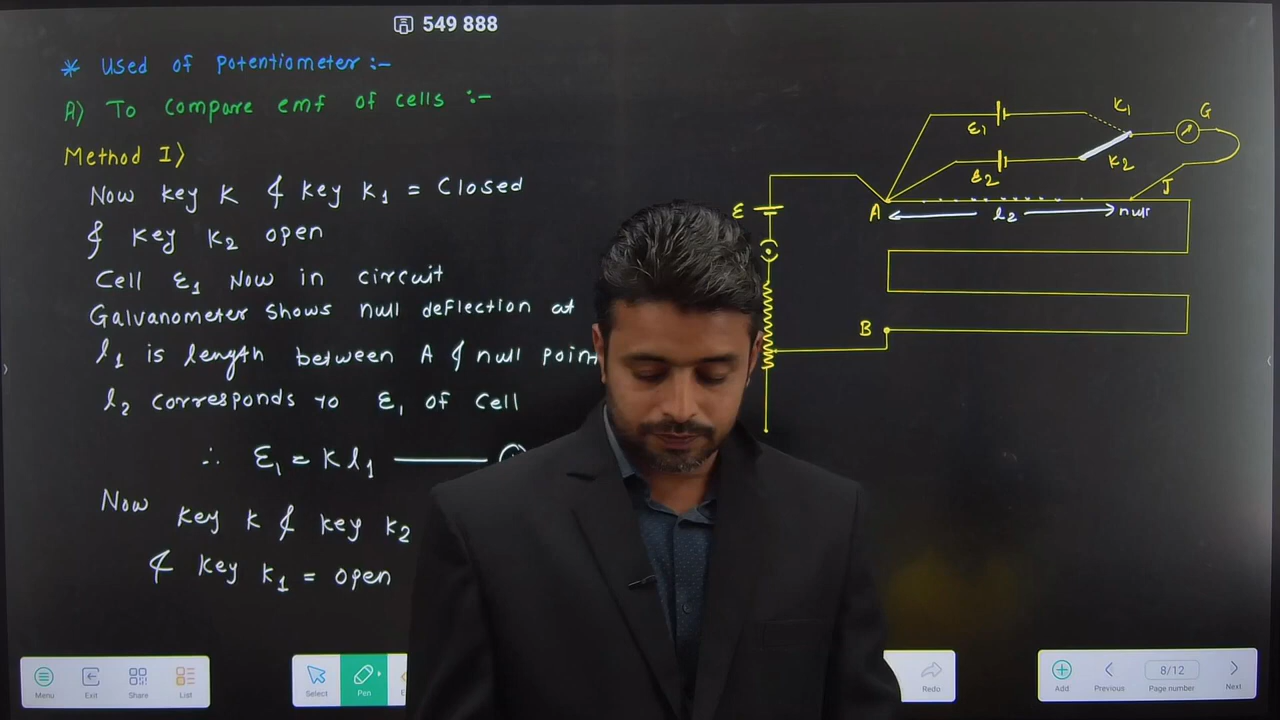 549 888
* Used of potentiometer :-
A) To compare emf of cells :-
Method I)
Now key K & key K1 = Closed
& key K2 open
Cell ε1 Now in circuit
Galvanometer shows null deflection at
l1 is length between A & null poin
l2 corresponds to ε1 of cell
∴ ε1 = K l1
Now
key K & key K2
& key K1 = open
K1
G
ε1
K2
ε2
J
ε
A
l2
null
B
Menu
Exit
Share
List
Select
Pen
E
Redo
Add
Previous
8/12
Page number
Next